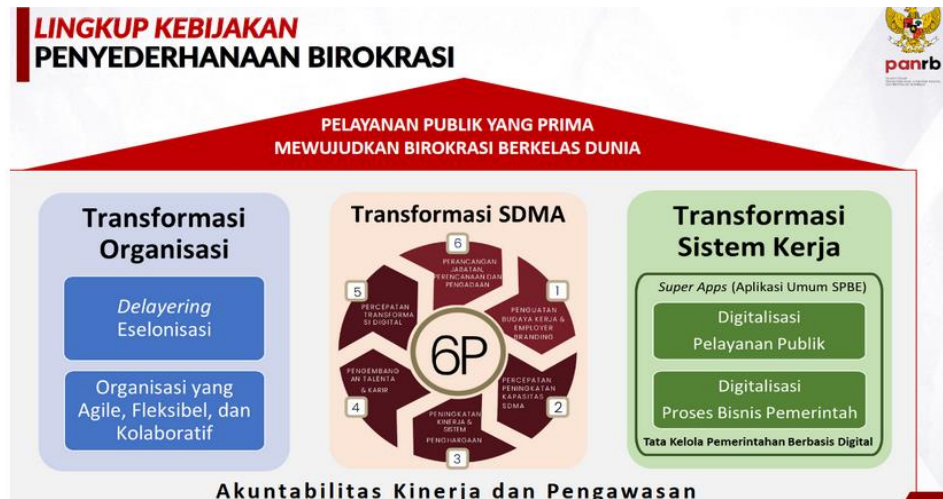 LINGKUP KEBIJAKAN
PENYEDERHANAAN BIROKRASI
panrb
PELAYANAN PUBLIK YANG PRIMA
MEWUJUDKAN BIROKRASI BERKELAS DUNIA
Transformasi
Organisasi
Delayering
Eselonisasi
Organisasi yang
Agile, Fleksibel, dan
Kolaboratif
Transformasi SDMA
6P
1
PENGUATAN
BUDAYA KERJA &
EMPLOYER
BRANDING
2
PERCEPATAN
PENINGKATAN
KAPASITAS
SDMA
3
PENINGKATAN
KINERJA &
SISTEM
PENGHARGAAN
4
PENGEMBANG
AN TALENTA
& KARIR
5
PERCEPATAN
TRANSFORMA
SI DIGITAL
6
PERANCANGAN
JABATAN,
PERENCANAAN DAN
PENGADAAN
Transformasi
Sistem Kerja
Super Apps (Aplikasi Umum SPBE)
Digitalisasi
Pelayanan Publik
Digitalisasi
Proses Bisnis Pemerintah
Tata Kelola Pemerintahan Berbasis Digital
Akuntabilitas Kinerja dan Pengawasan